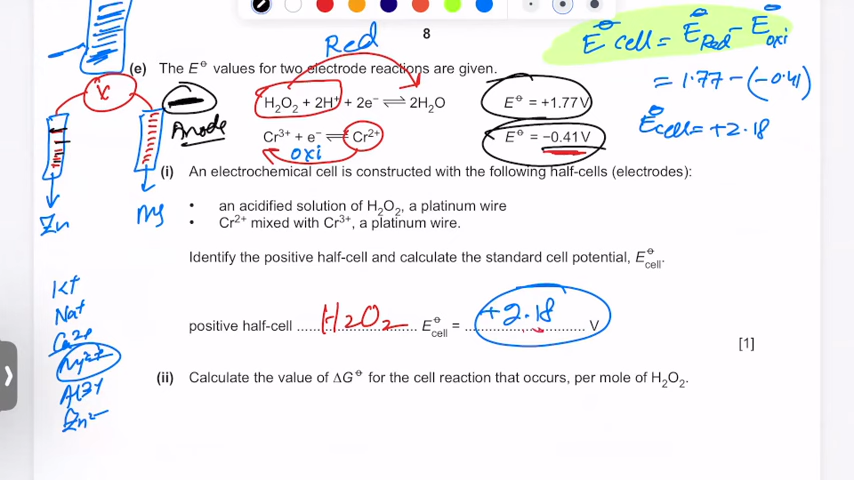 8
Red
E⊖ cell = E⊖ Red − E⊖ oxi
= 1.77 − (−0.41)
E⊖ cell = +2.18
(e) The E⊖ values for two electrode reactions are given.
H₂O₂ + 2H⁺ + 2e⁻ ⇌ 2H₂O E⊖ = +1.77V
Cr³⁺ + e⁻ ⇌ Cr²⁺ E⊖ = −0.41V
oxi
Anode
Zn
Mg
(i) An electrochemical cell is constructed with the following half-cells (electrodes):
• an acidified solution of H₂O₂, a platinum wire
• Cr²⁺ mixed with Cr³⁺, a platinum wire.
Identify the positive half-cell and calculate the standard cell potential, E⊖cell.
K+
Na+
Ca2+
Mg2+
Al3+
Zn2+
positive half-cell ...... H2O2 ...... E⊖cell = ... +2.18 ... V
[1]
(ii) Calculate the value of ΔG⊖ for the cell reaction that occurs, per mole of H₂O₂.